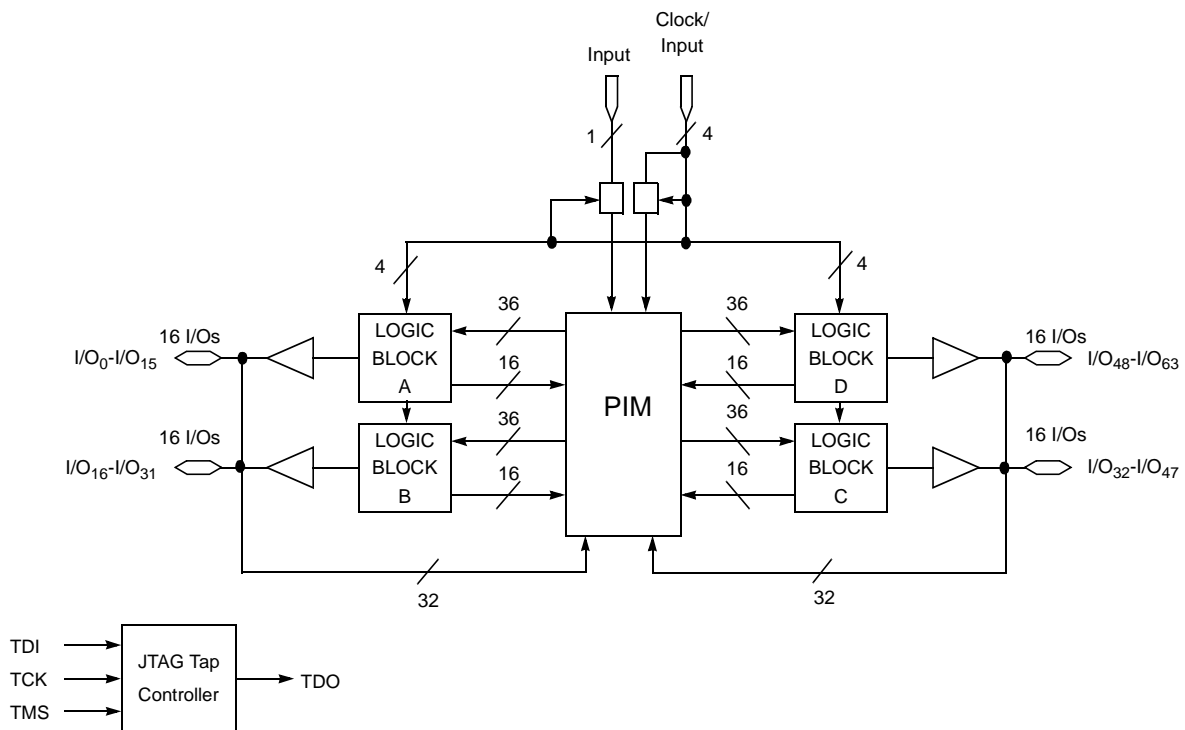 Clock/
Input
Input
1
4
4
4
36
36
16 I/Os
LOGIC
BLOCK
A
I/O0-I/O15
16
PIM
16
LOGIC
BLOCK
D
16 I/Os
I/O48-I/O63
36
36
16 I/Os
LOGIC
BLOCK
B
I/O16-I/O31
16
16
LOGIC
BLOCK
C
16 I/Os
I/O32-I/O47
32
32
TDI
TCK
TMS
JTAG Tap
Controller
TDO